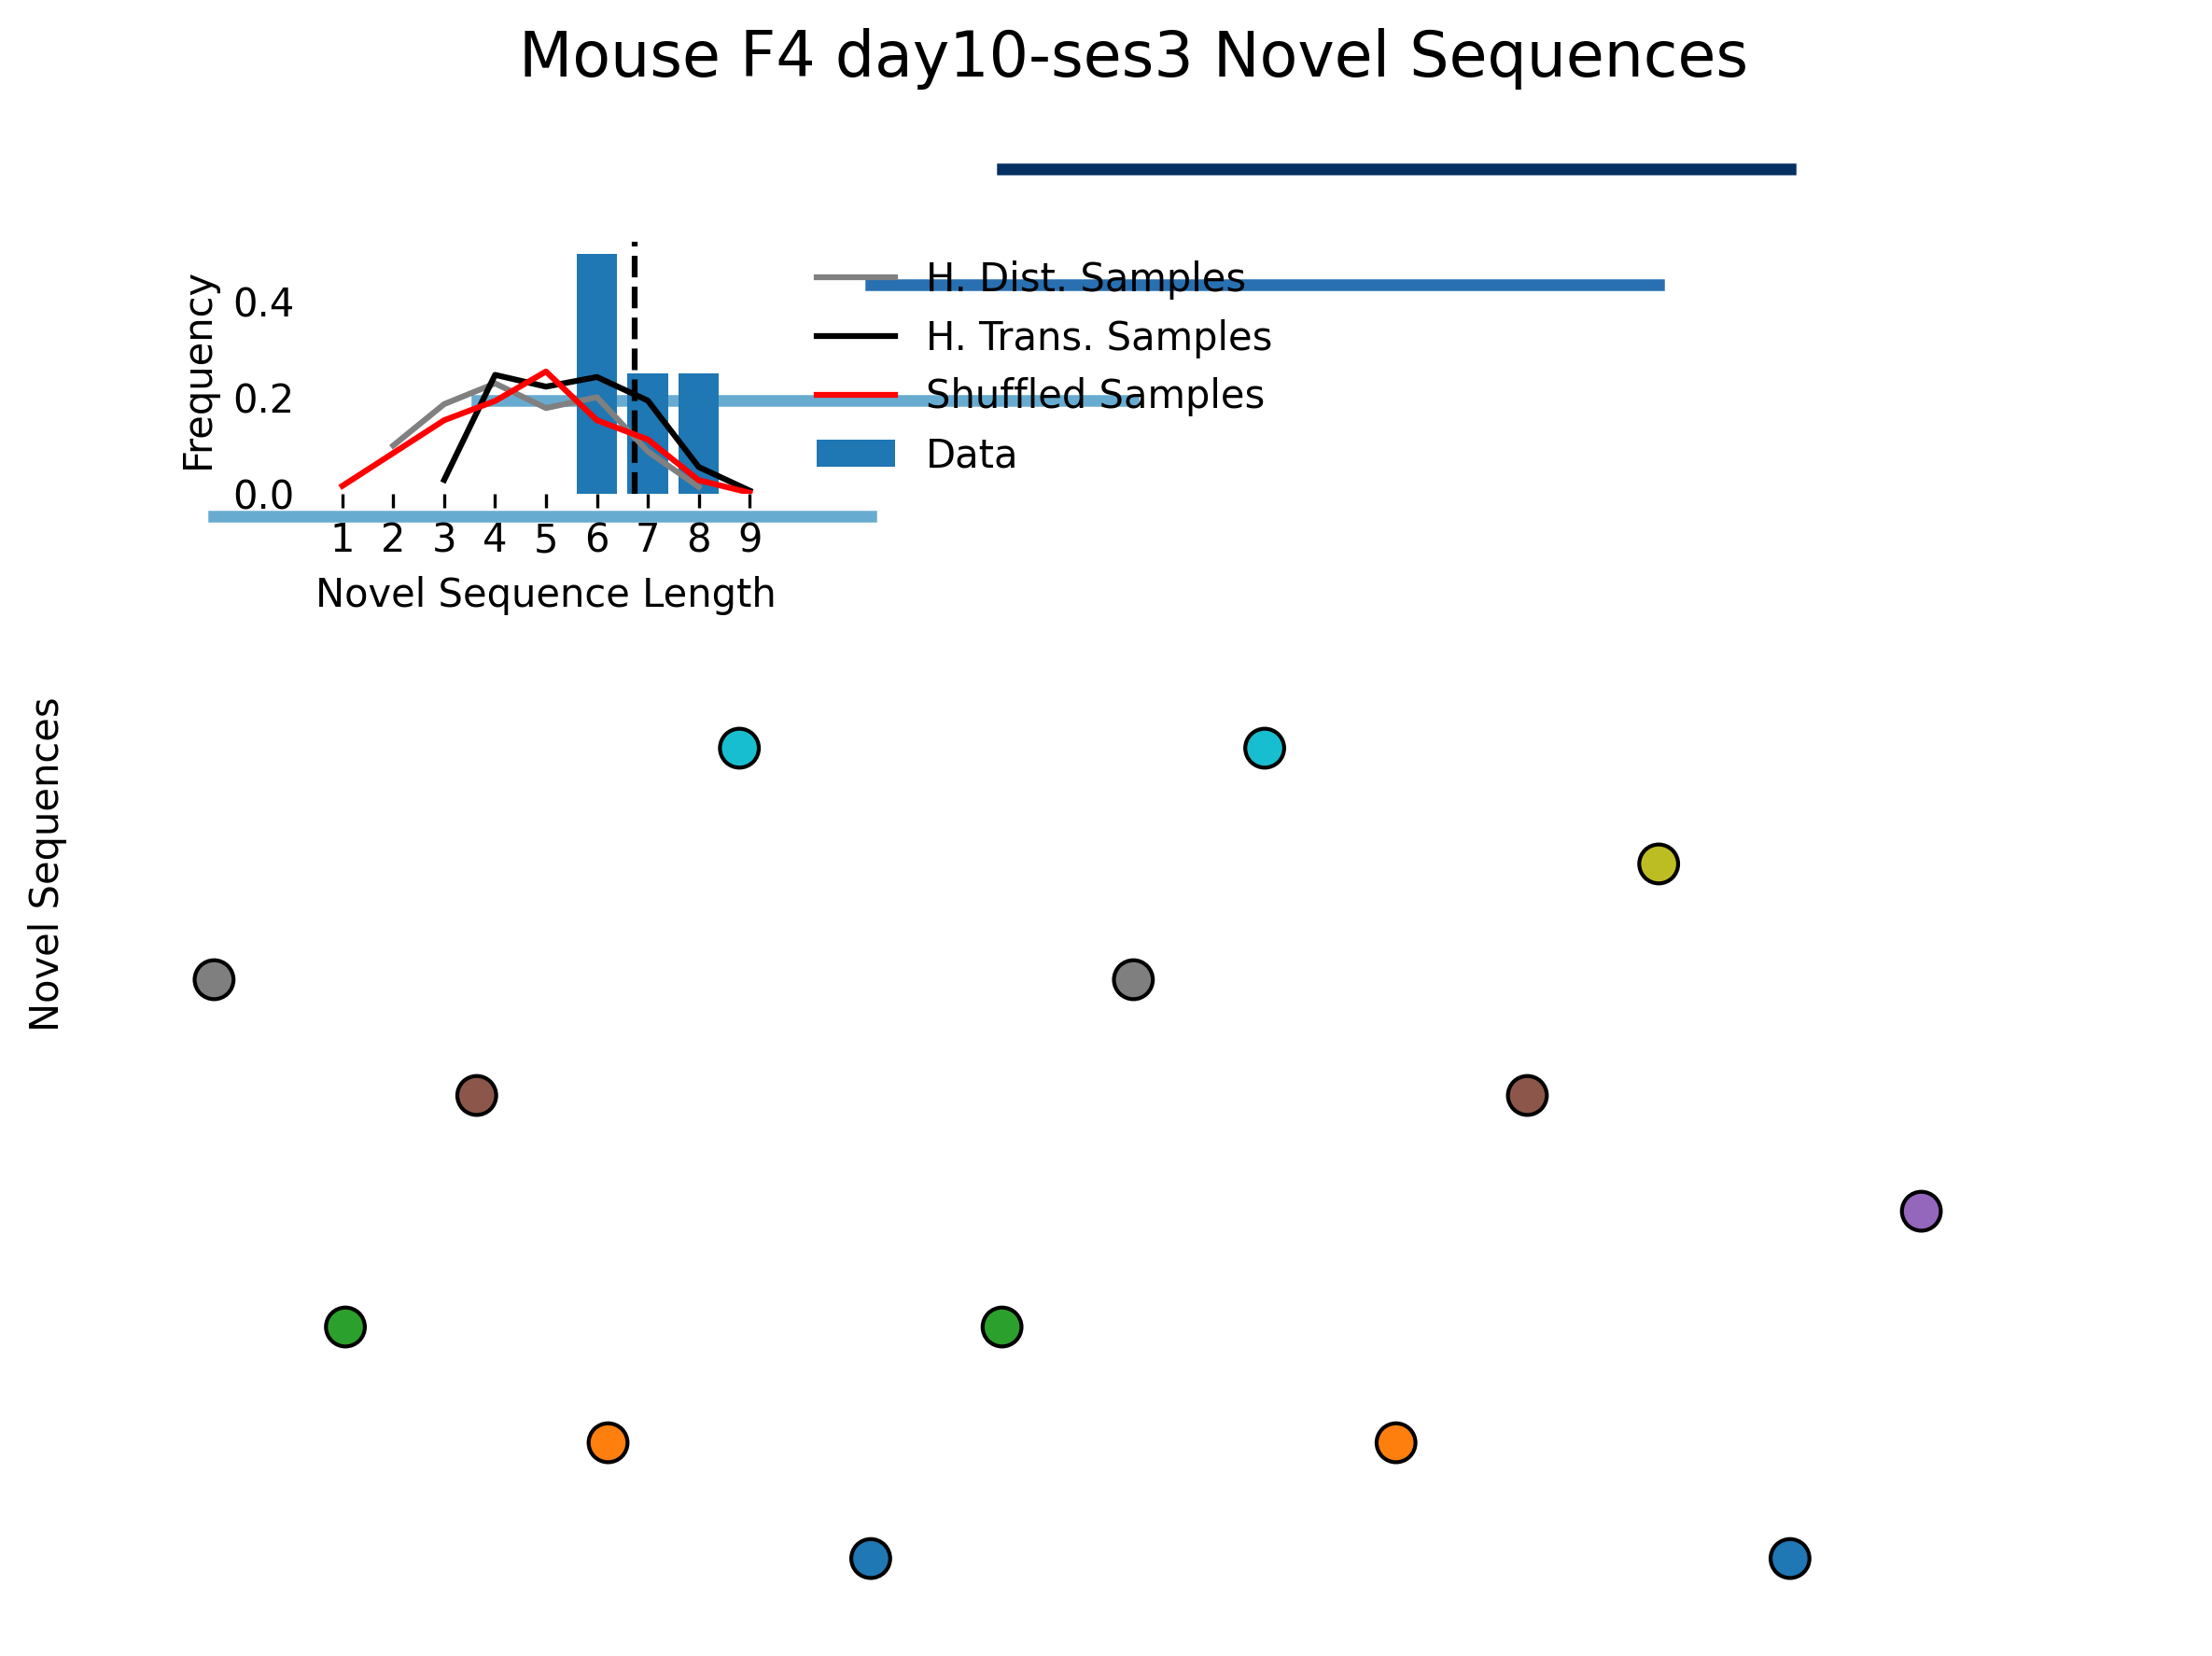 Mouse F4 day10-ses3 Novel Sequences
Frequency
0.4
0.2
0.0
1 2 3 4 5 6 7 8 9
Novel Sequence Length
H. Dist. Samples
H. Trans. Samples
Shuffled Samples
Data
Novel Sequences